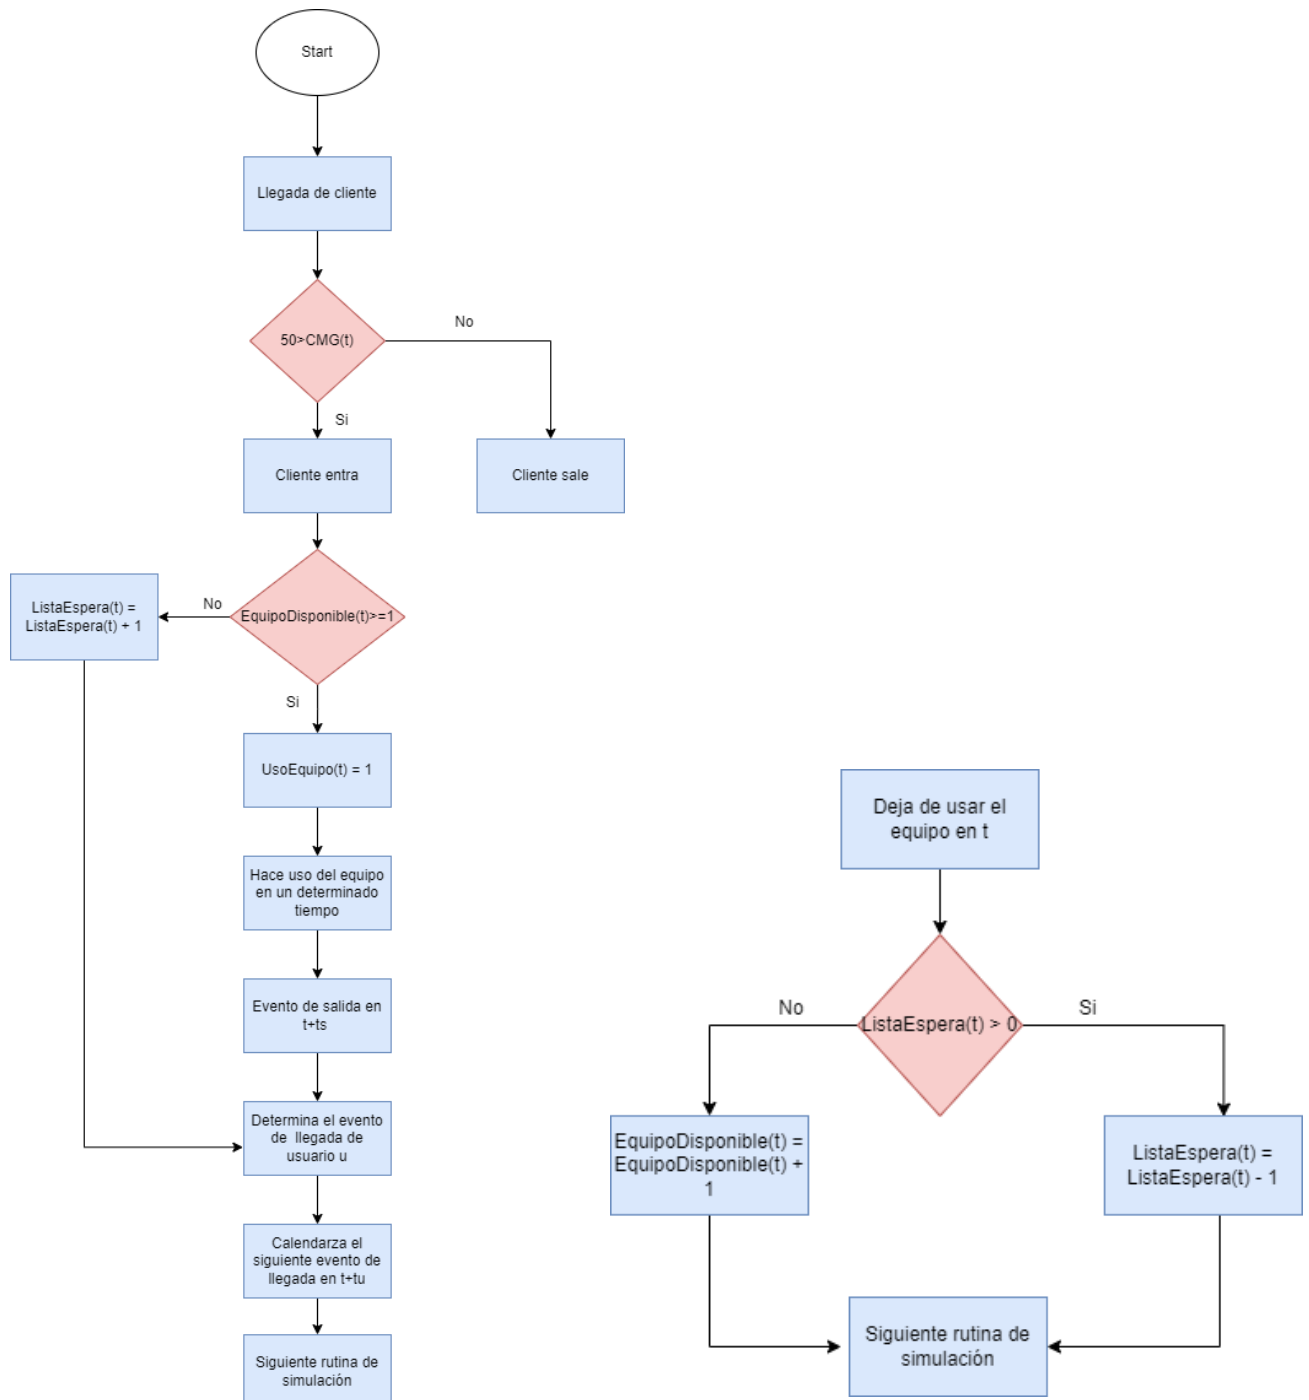 Start
Llegada de cliente
50>CMG(t)
No
Si
Cliente entra
Cliente sale
EquipoDisponible(t)>=1
No
ListaEspera(t) =
ListaEspera(t) + 1
Si
UsoEquipo(t) = 1
Hace uso del equipo
en un determinado
tiempo
Evento de salida en
t+ts
Determina el evento
de llegada de
usuario u
Calendarza el
siguiente evento de
llegada en t+tu
Siguiente rutina de
simulación
Deja de usar el
equipo en t
ListaEspera(t) > 0
No
Si
EquipoDisponible(t) =
EquipoDisponible(t) +
1
ListaEspera(t) =
ListaEspera(t) - 1
Siguiente rutina de
simulación